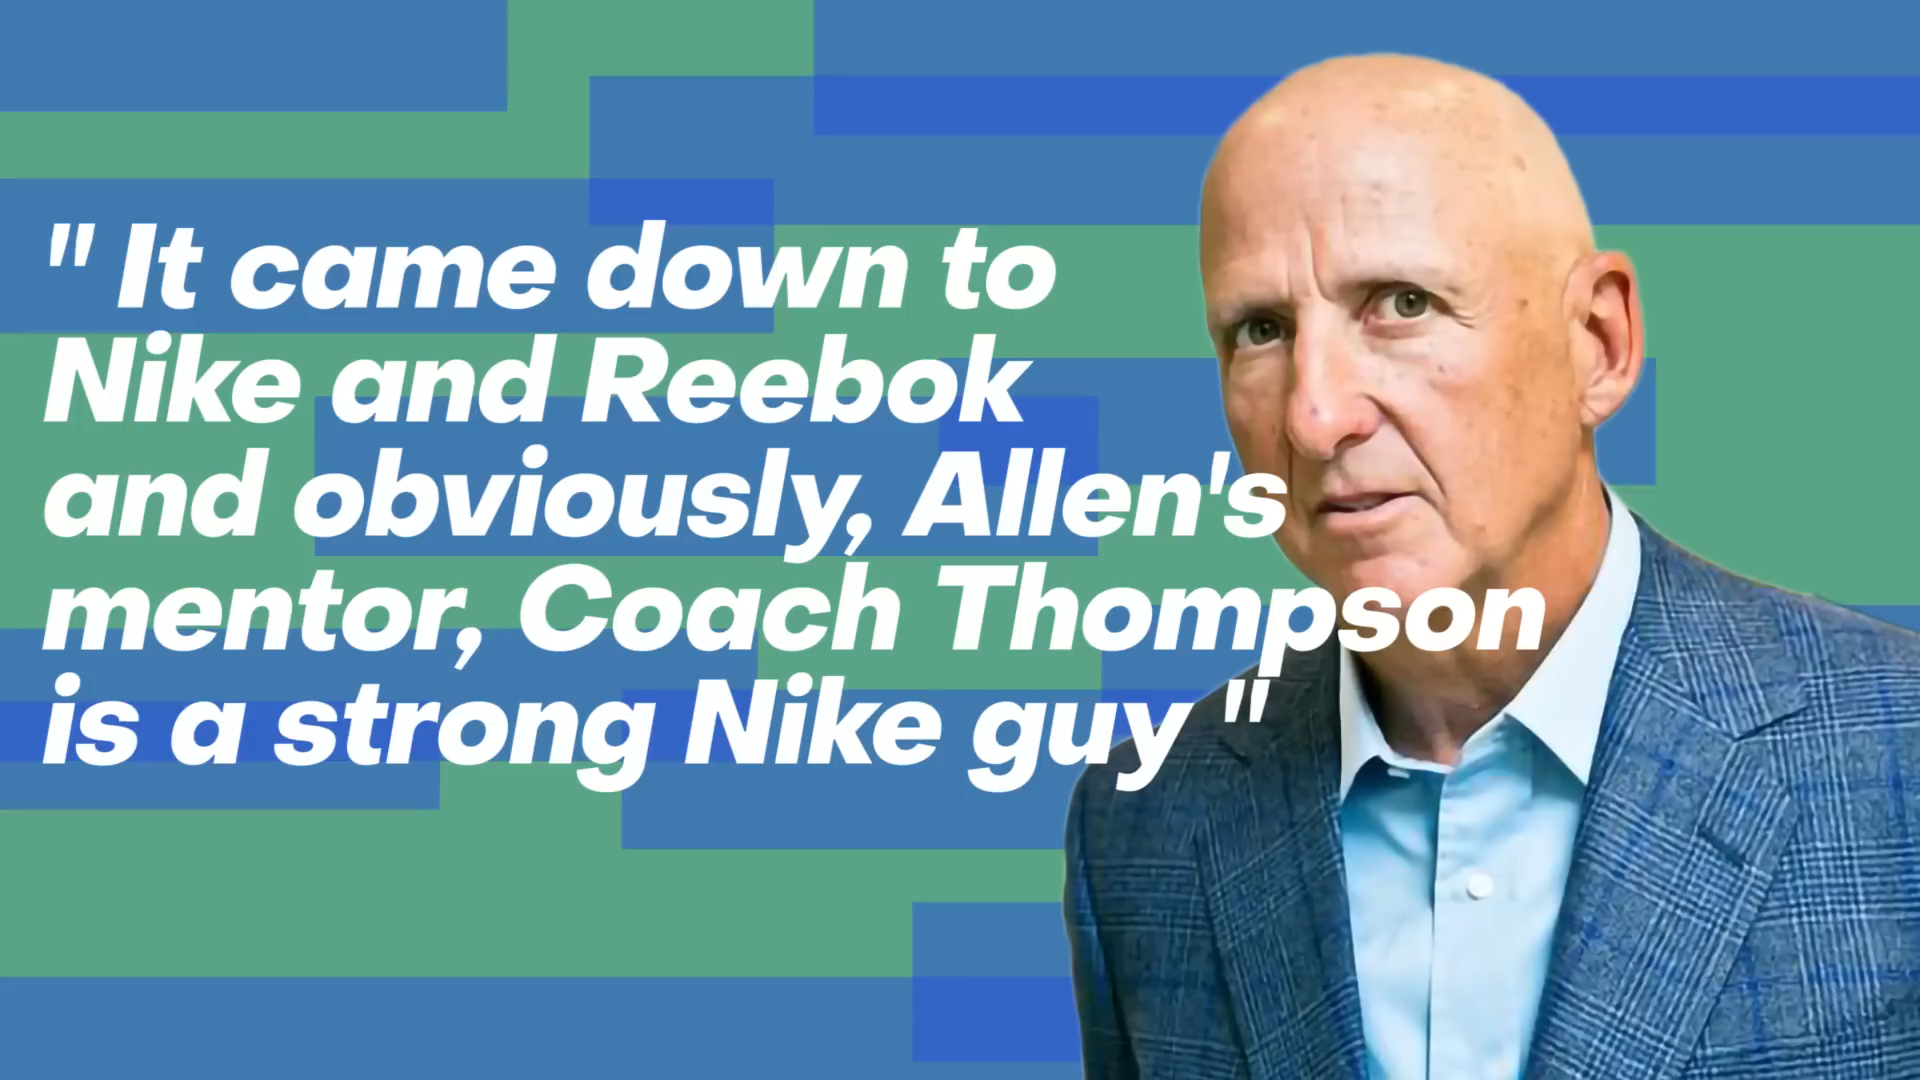 " It came down to
Nike and Reebok
and obviously, Allen's
mentor, Coach Thompson
is a strong Nike guy "